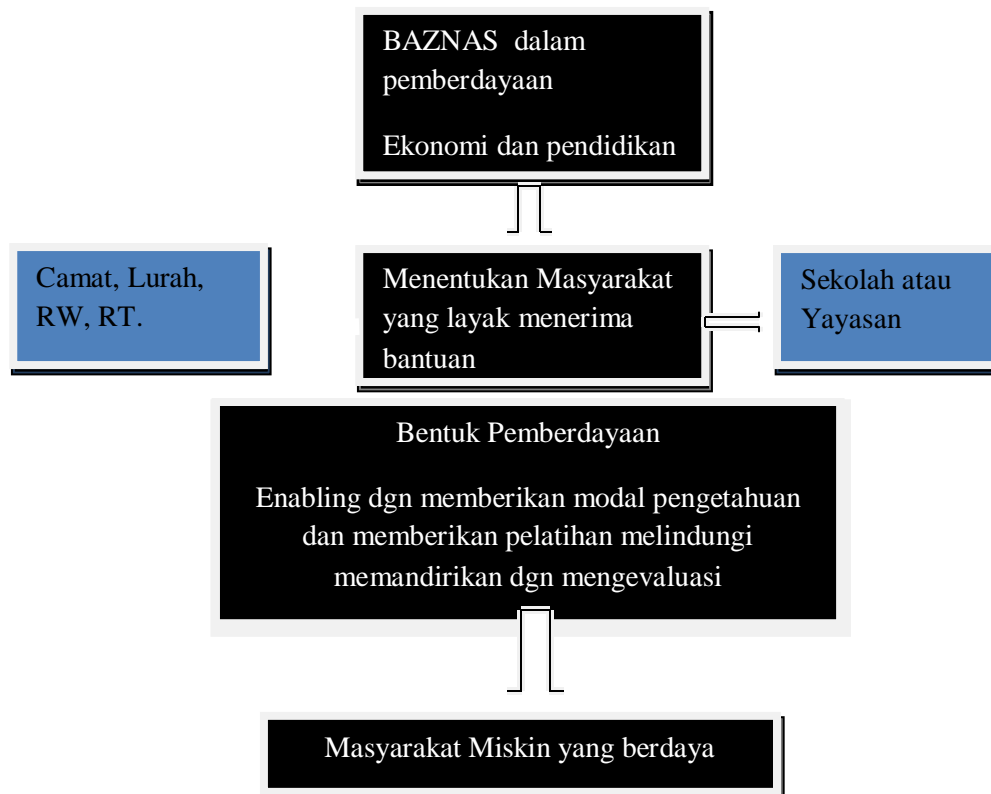 BAZNAS dalam
pemberdayaan
Ekonomi dan pendidikan
Camat, Lurah,
RW, RT.
Menentukan Masyarakat
yang layak menerima
bantuan
Sekolah atau
Yayasan
Bentuk Pemberdayaan
Enabling dgn memberikan modal pengetahuan
dan memberikan pelatihan melindungi
memandirikan dgn mengevaluasi
Masyarakat Miskin yang berdaya